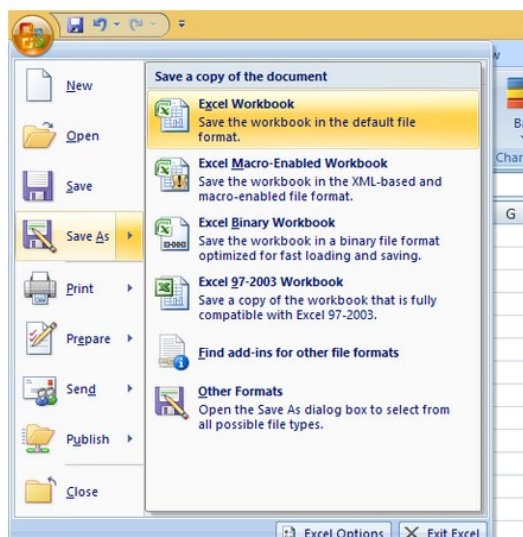 New
Open
Save
Save As
Print
Prepare
Send
Publish
Close
Save a copy of the document
Excel Workbook
Save the workbook in the default file
format.
Excel Macro-Enabled Workbook
Save the workbook in the XML-based and
macro-enabled file format.
Excel Binary Workbook
Save the workbook in a binary file format
optimized for fast loading and saving.
Excel 97-2003 Workbook
Save a copy of the workbook that is fully
compatible with Excel 97-2003.
Find add-ins for other file formats
Other Formats
Open the Save As dialog box to select from
all possible file types.
Excel Options
Exit Excel
G